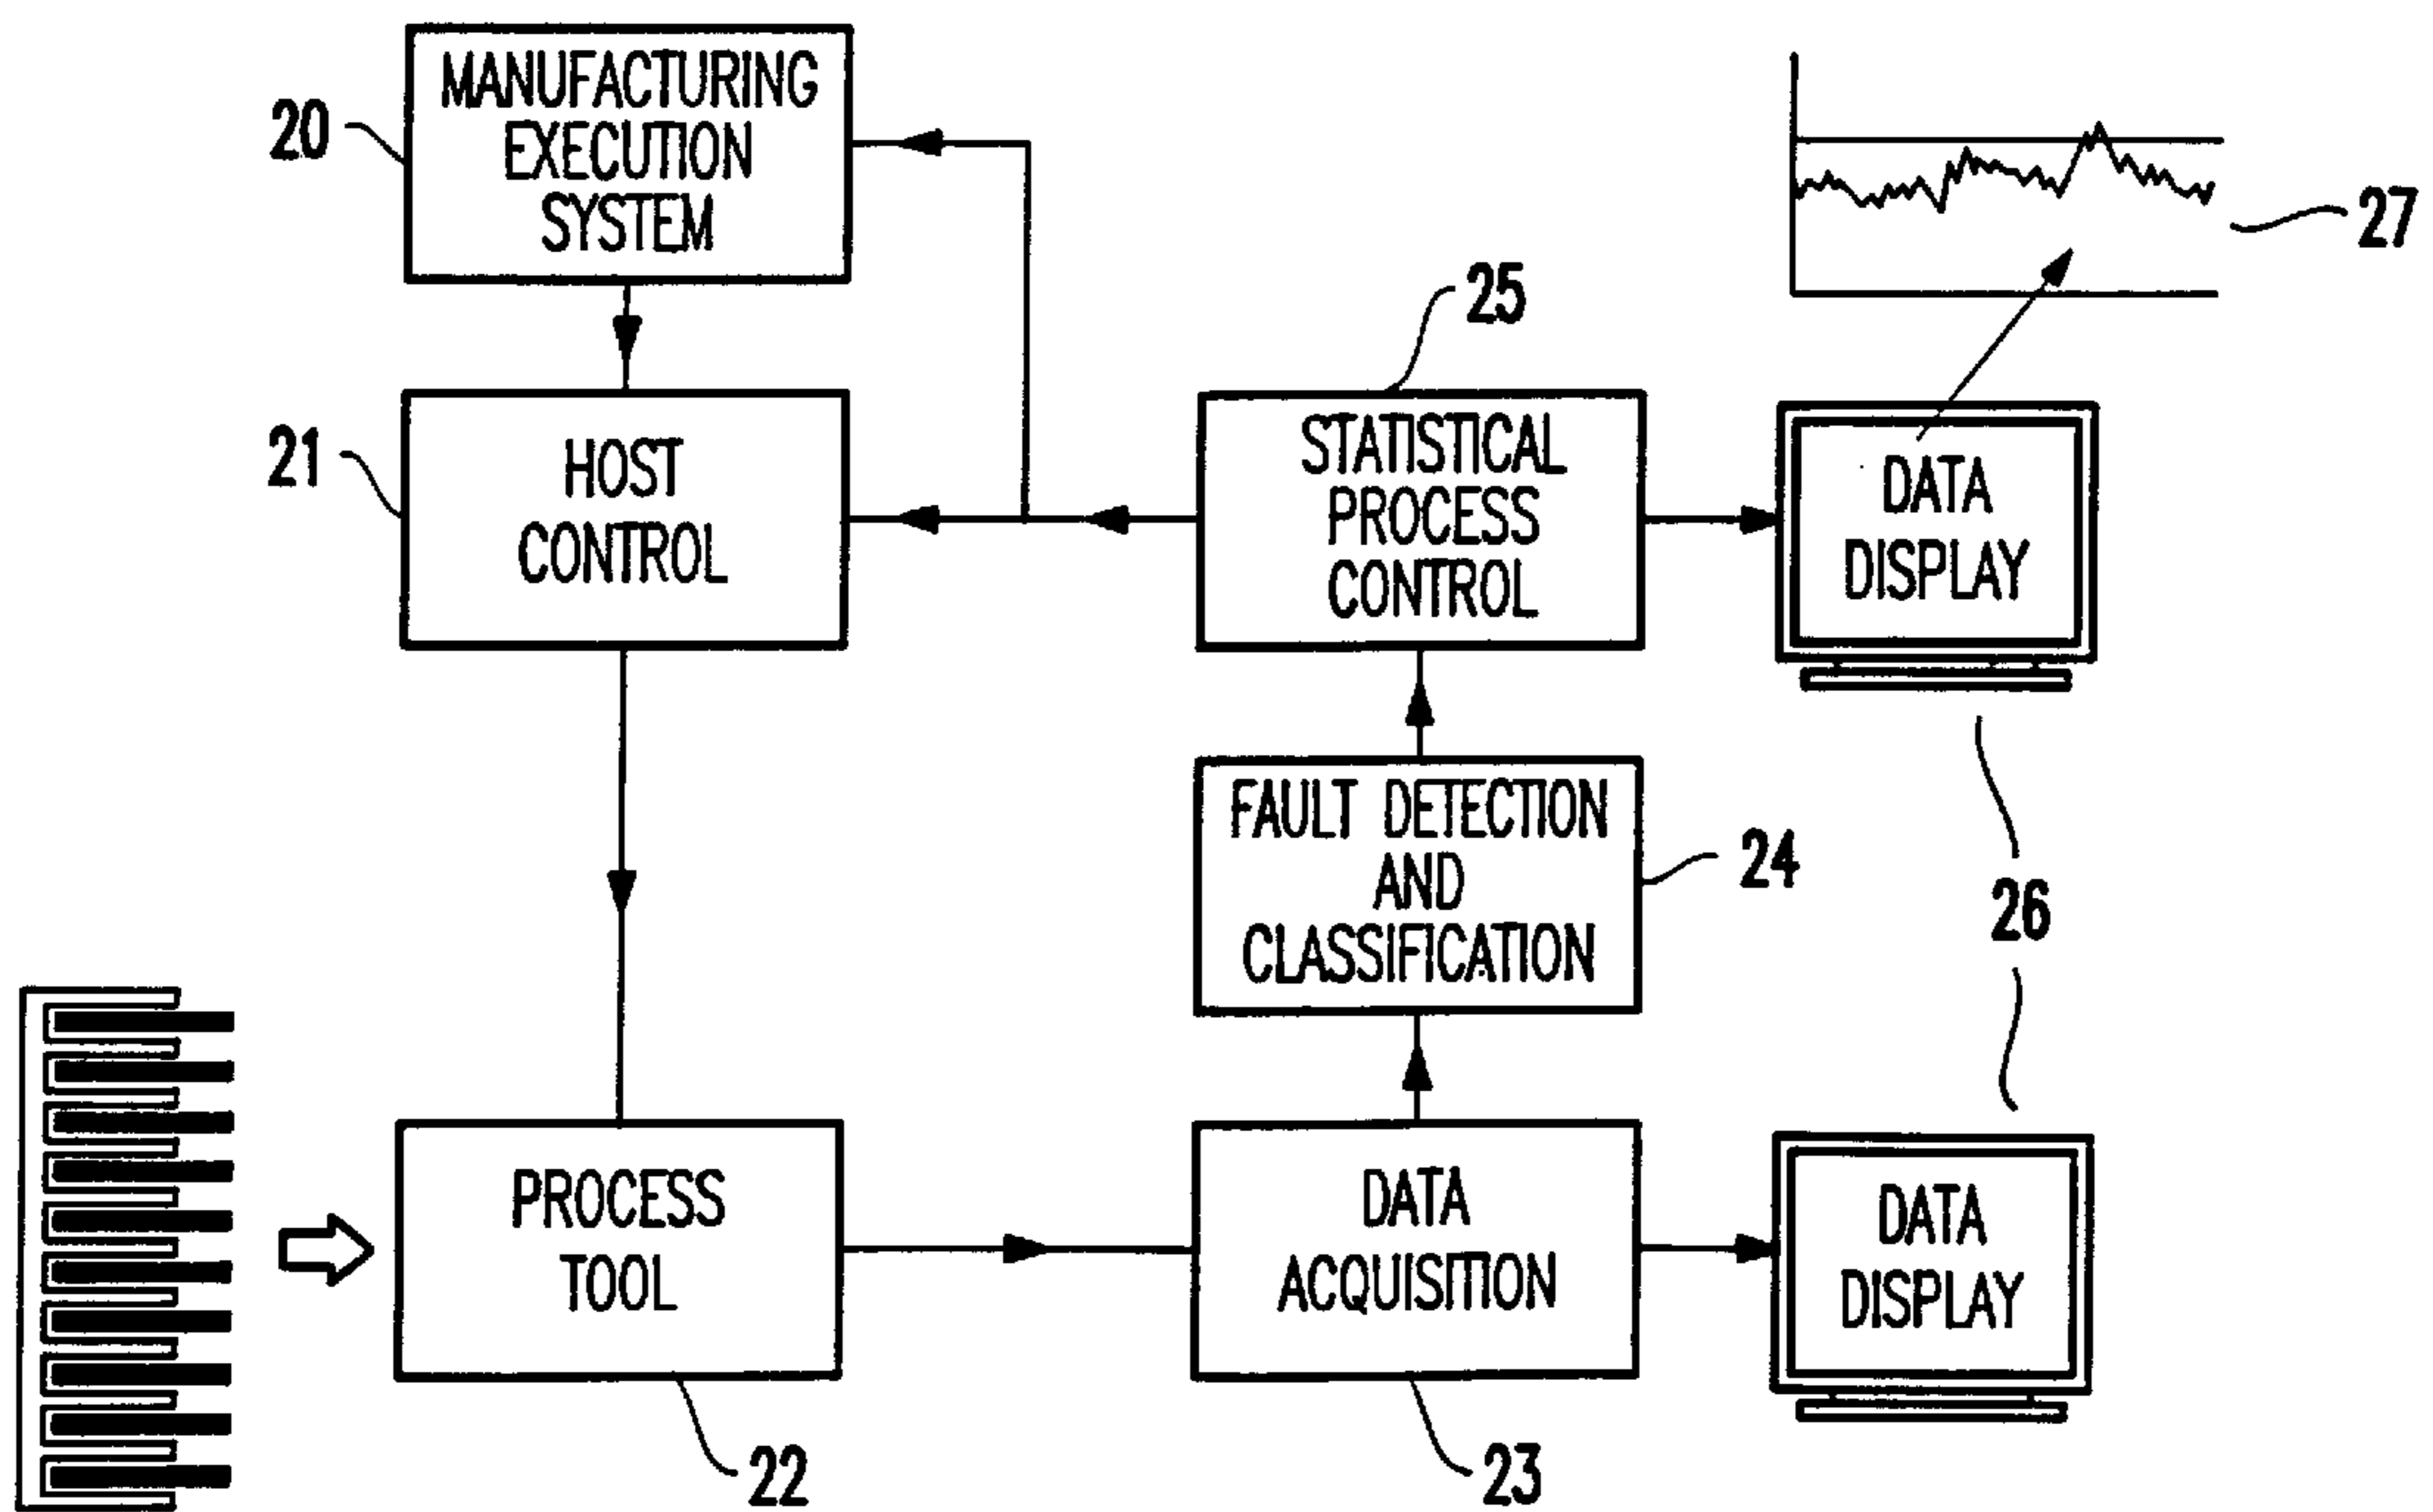 MANUFACTURING
EXECUTION
SYSTEM
20
27
25
HOST
CONTROL
21
STATISTICAL
PROCESS
CONTROL
DATA
DISPLAY
FAULT DETECTION
AND
CLASSIFICATION
24
26
PROCESS
TOOL
DATA
ACQUISITION
DATA
DISPLAY
22
23